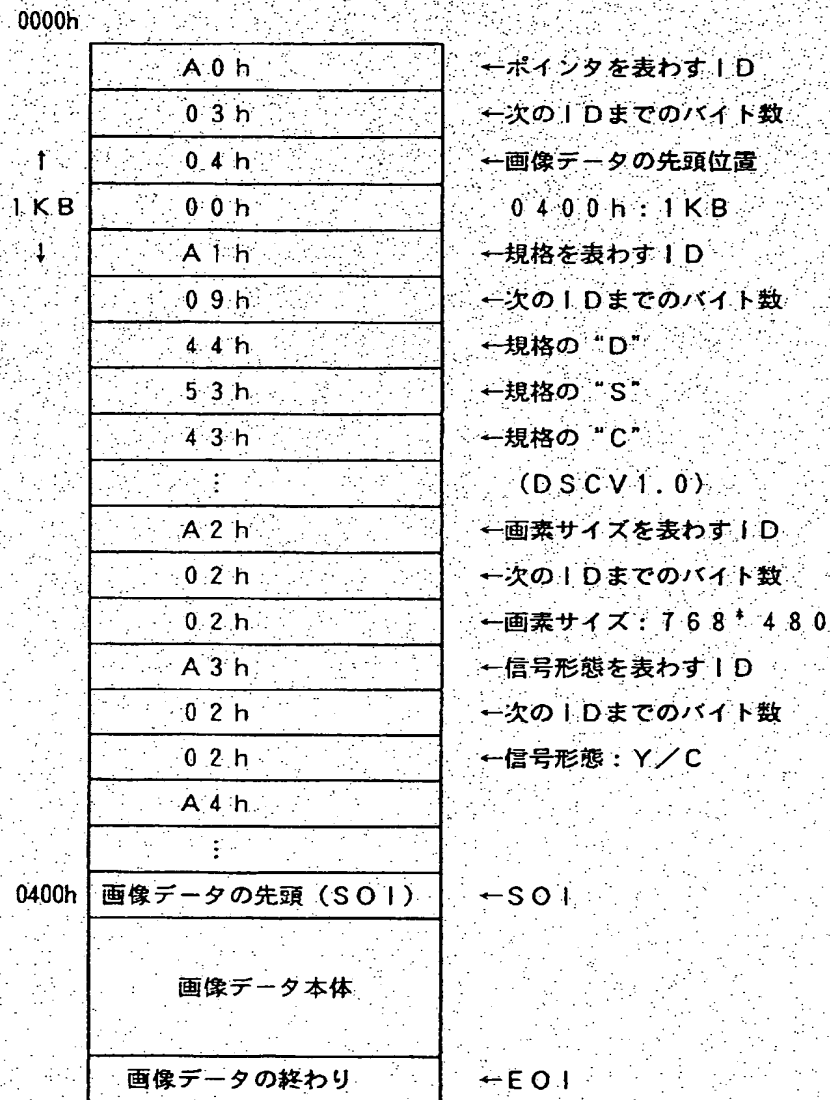 0000h
A0h ←ポインタを表わすID
03h ←次のIDまでのバイト数
↑ 04h ←画像データの先頭位置
1KB 00h 0400h:1KB
↓ A1h ←規格を表わすID
09h ←次のIDまでのバイト数
44h ←規格の“D”
53h ←規格の“S”
43h ←規格の“C”
⋮ (DSCV1.0)
A2h ←画素サイズを表わすID
02h ←次のIDまでのバイト数
02h ←画素サイズ:768*480
A3h ←信号形態を表わすID
02h ←次のIDまでのバイト数
02h ←信号形態:Y/C
A4h
⋮
0400h 画像データの先頭(SOI) ←SOI
画像データ本体
画像データの終わり ←EOI